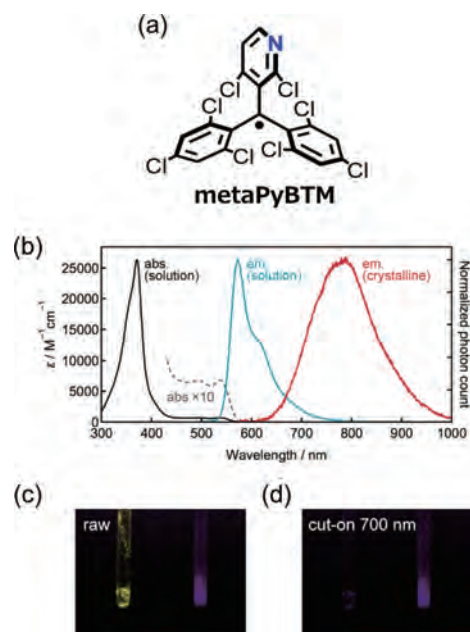 (a)
N
Cl
Cl
Cl
Cl
Cl
Cl
Cl
Cl
metaPyBTM
(b)
25000
20000
15000
10000
5000
0
ε / M⁻¹ cm⁻¹
abs.
(solution)
em.
(solution)
em.
(crystalline)
abs ×10
Normalized photon count
300 400 500 600 700 800 900 1000
Wavelength / nm
(c)
raw
(d)
cut-on 700 nm